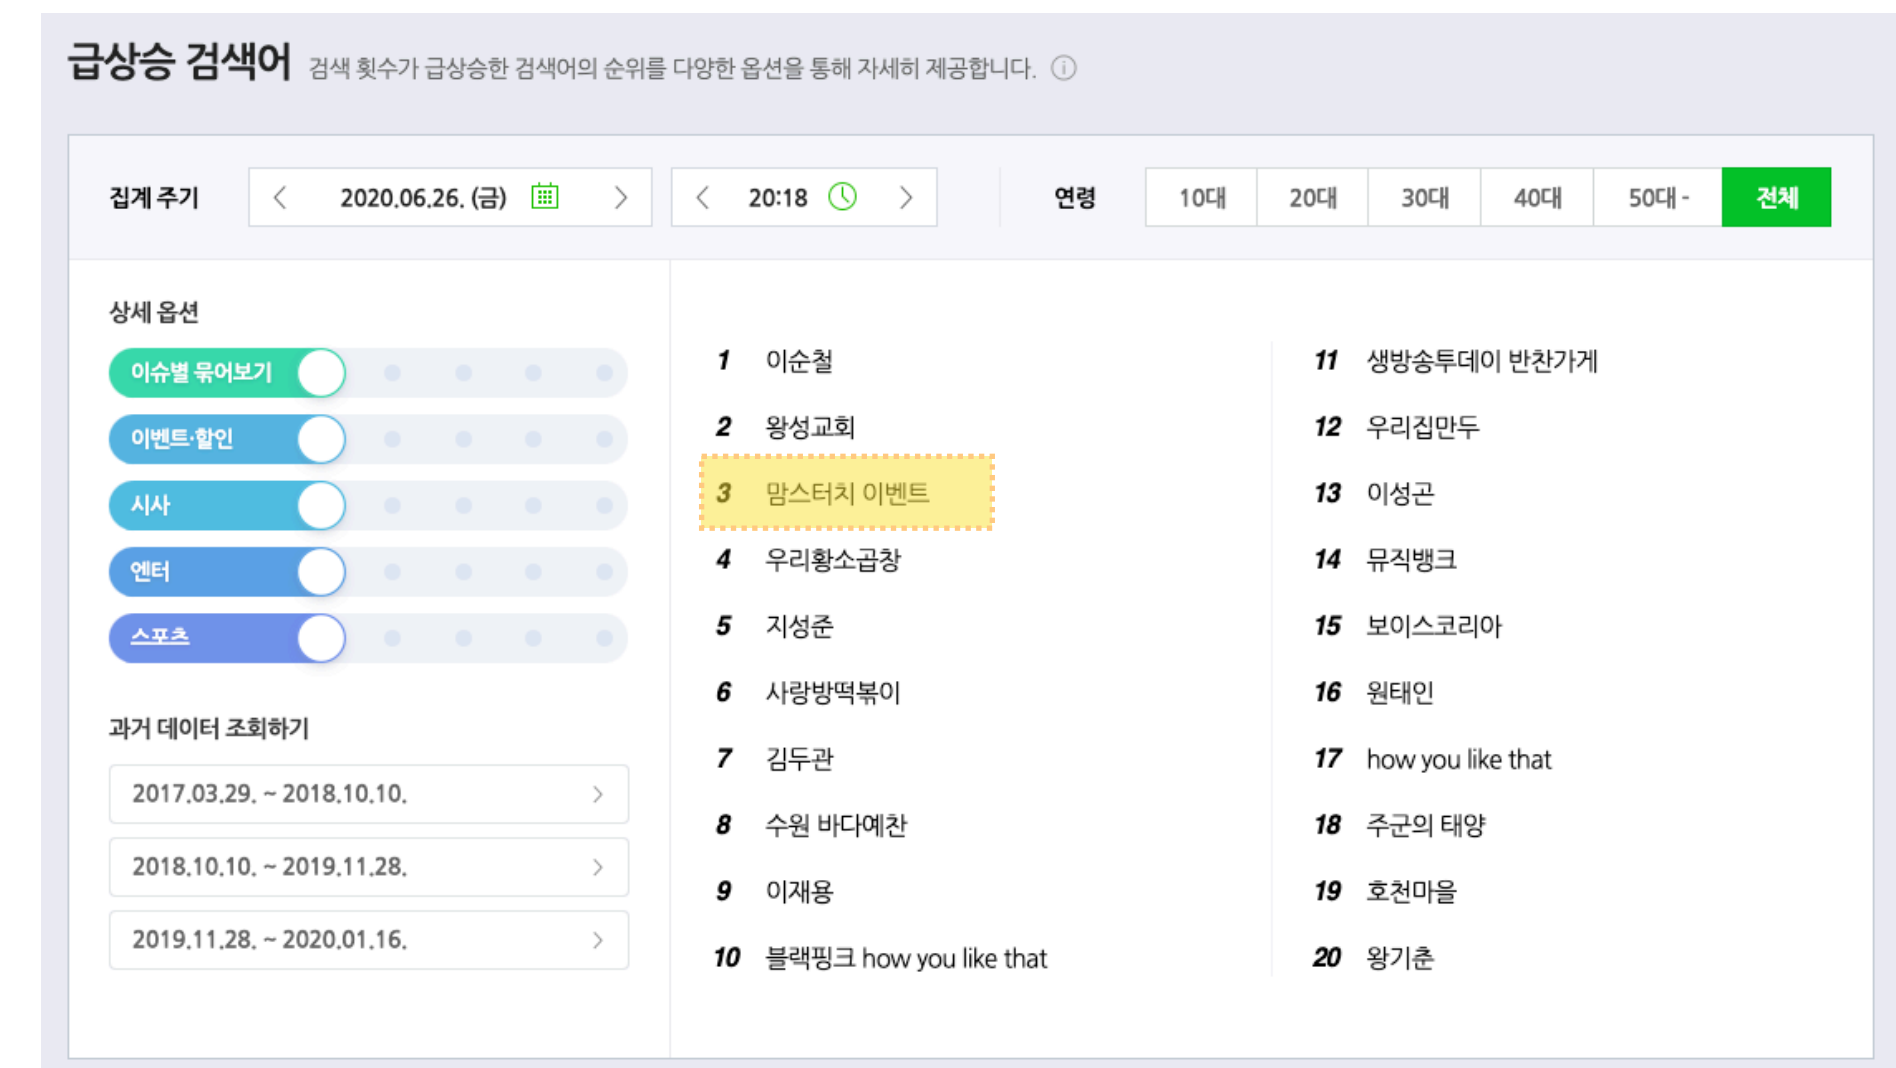 급상승 검색어 검색 횟수가 급상승한 검색어의 순위를 다양한 옵션을 통해 자세히 제공합니다.
집계 주기 2020.06.26. (금) 20:18 연령 10대 20대 30대 40대 50대 - 전체
상세 옵션
이슈별 묶어보기
이벤트·할인
시사
엔터
스포츠
과거 데이터 조회하기
2017.03.29. ~ 2018.10.10.
2018.10.10. ~ 2019.11.28.
2019.11.28. ~ 2020.01.16.
1 이순철
2 왕성교회
3 맘스터치 이벤트
4 우리황소곱창
5 지성준
6 사랑방떡볶이
7 김두관
8 수원 바다예찬
9 이재용
10 블랙핑크 how you like that
11 생방송투데이 반찬가게
12 우리집만두
13 이성곤
14 뮤직뱅크
15 보이스코리아
16 원태인
17 how you like that
18 주군의 태양
19 호천마을
20 왕기춘